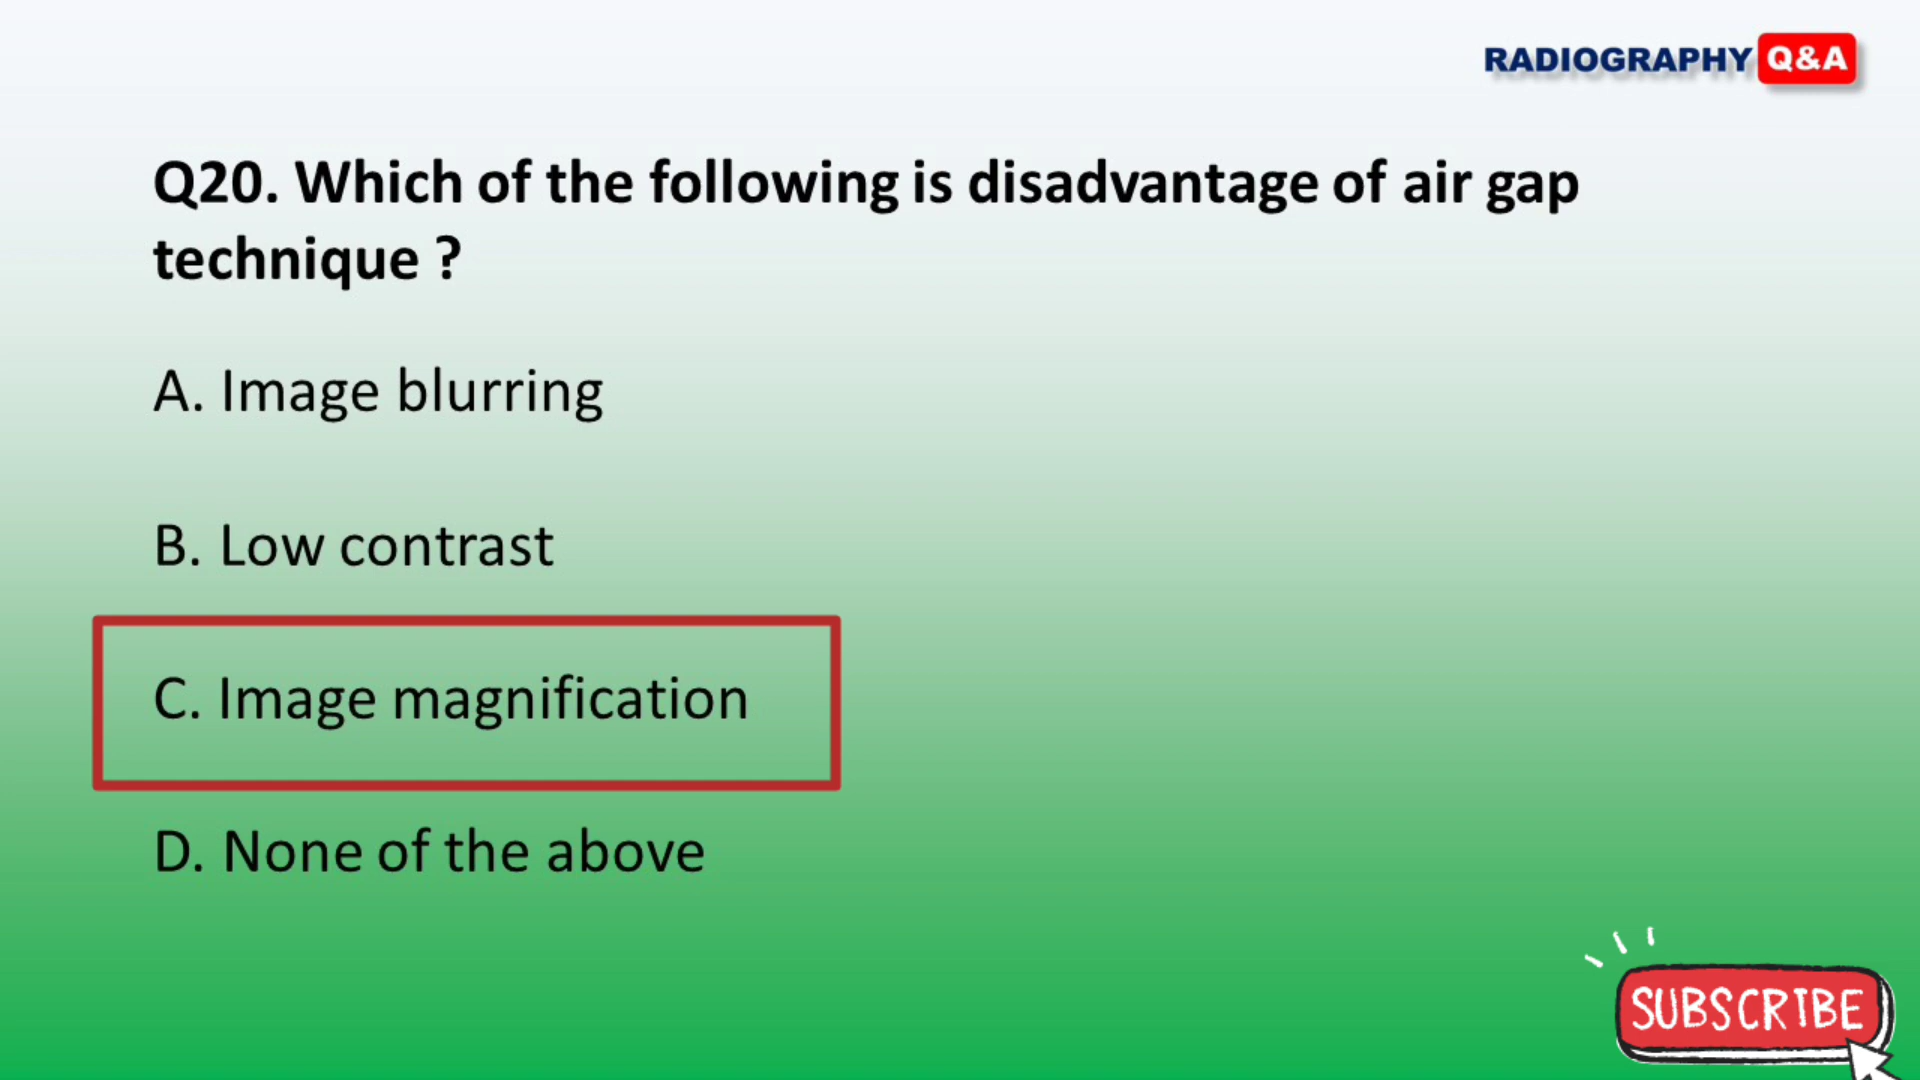 RADIOGRAPHY Q&A
Q20. Which of the following is disadvantage of air gap
technique ?
A. Image blurring
B. Low contrast
C. Image magnification
D. None of the above
SUBSCRIBE